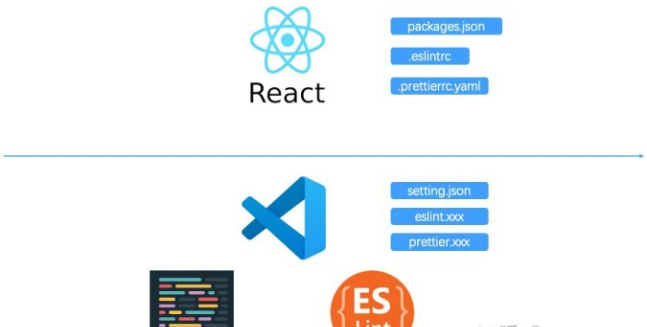 packages.json
.eslintrc
React
.prettierrc.yaml
setting.json
eslint.xxx
prettier.xxx
ES
Lint